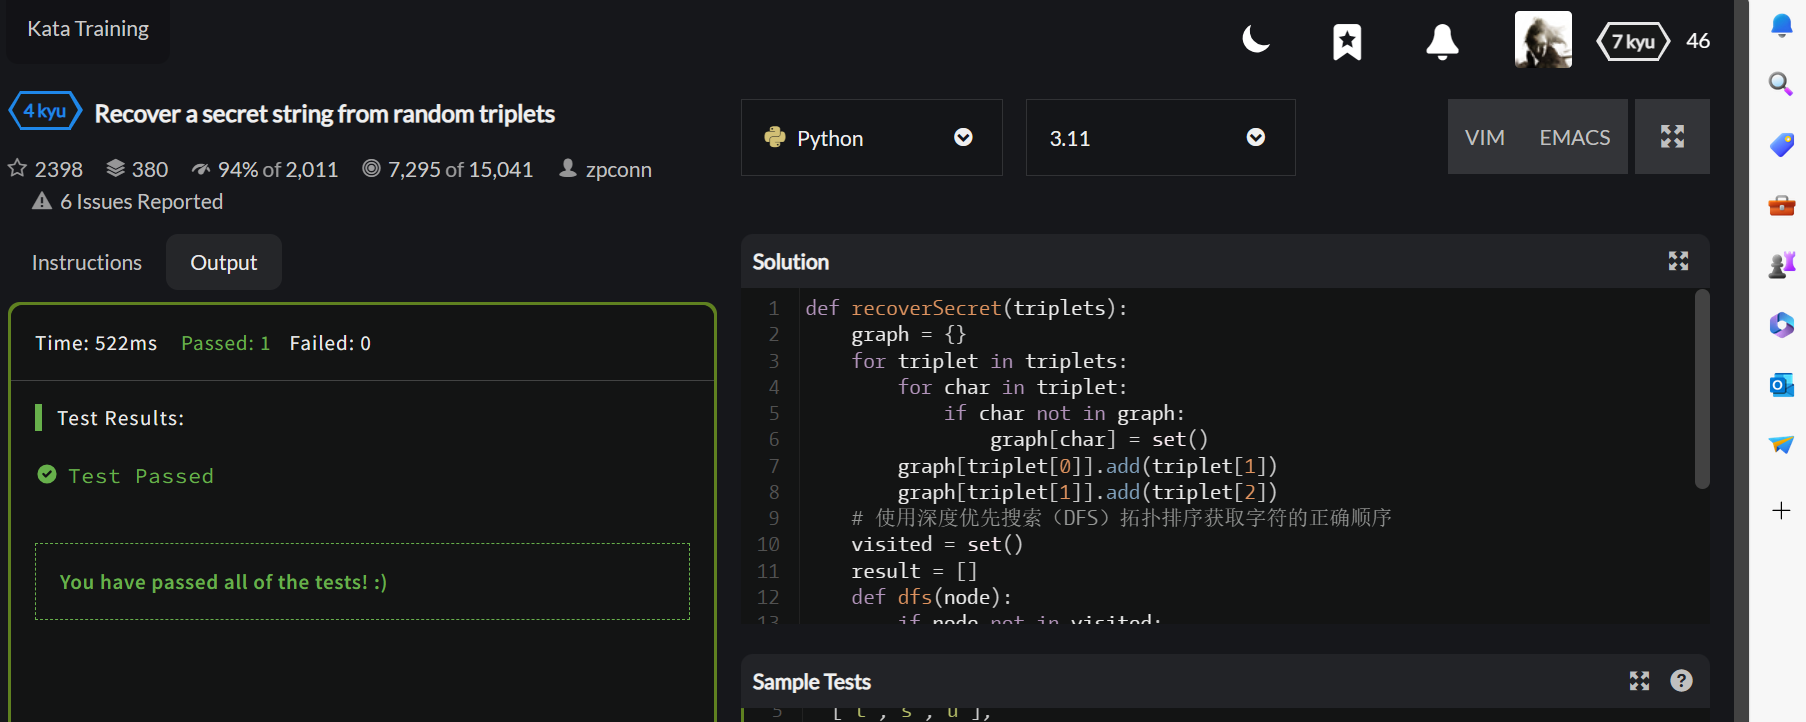 Kata Training
7 kyu 46
4 kyu Recover a secret string from random triplets
2398 380 94% of 2,011 7,295 of 15,041 zpconn
6 Issues Reported
Instructions Output
Time: 522ms Passed: 1 Failed: 0
Test Results:
Test Passed
You have passed all of the tests! :)
Python 3.11 VIM EMACS
Solution
1 def recoverSecret(triplets):
2 graph = {}
3 for triplet in triplets:
4 for char in triplet:
5 if char not in graph:
6 graph[char] = set()
7 graph[triplet[0]].add(triplet[1])
8 graph[triplet[1]].add(triplet[2])
9 # 使用深度优先搜索（DFS）拓扑排序获取字符的正确顺序
10 visited = set()
11 result = []
12 def dfs(node):
13 if node not in visited:
Sample Tests